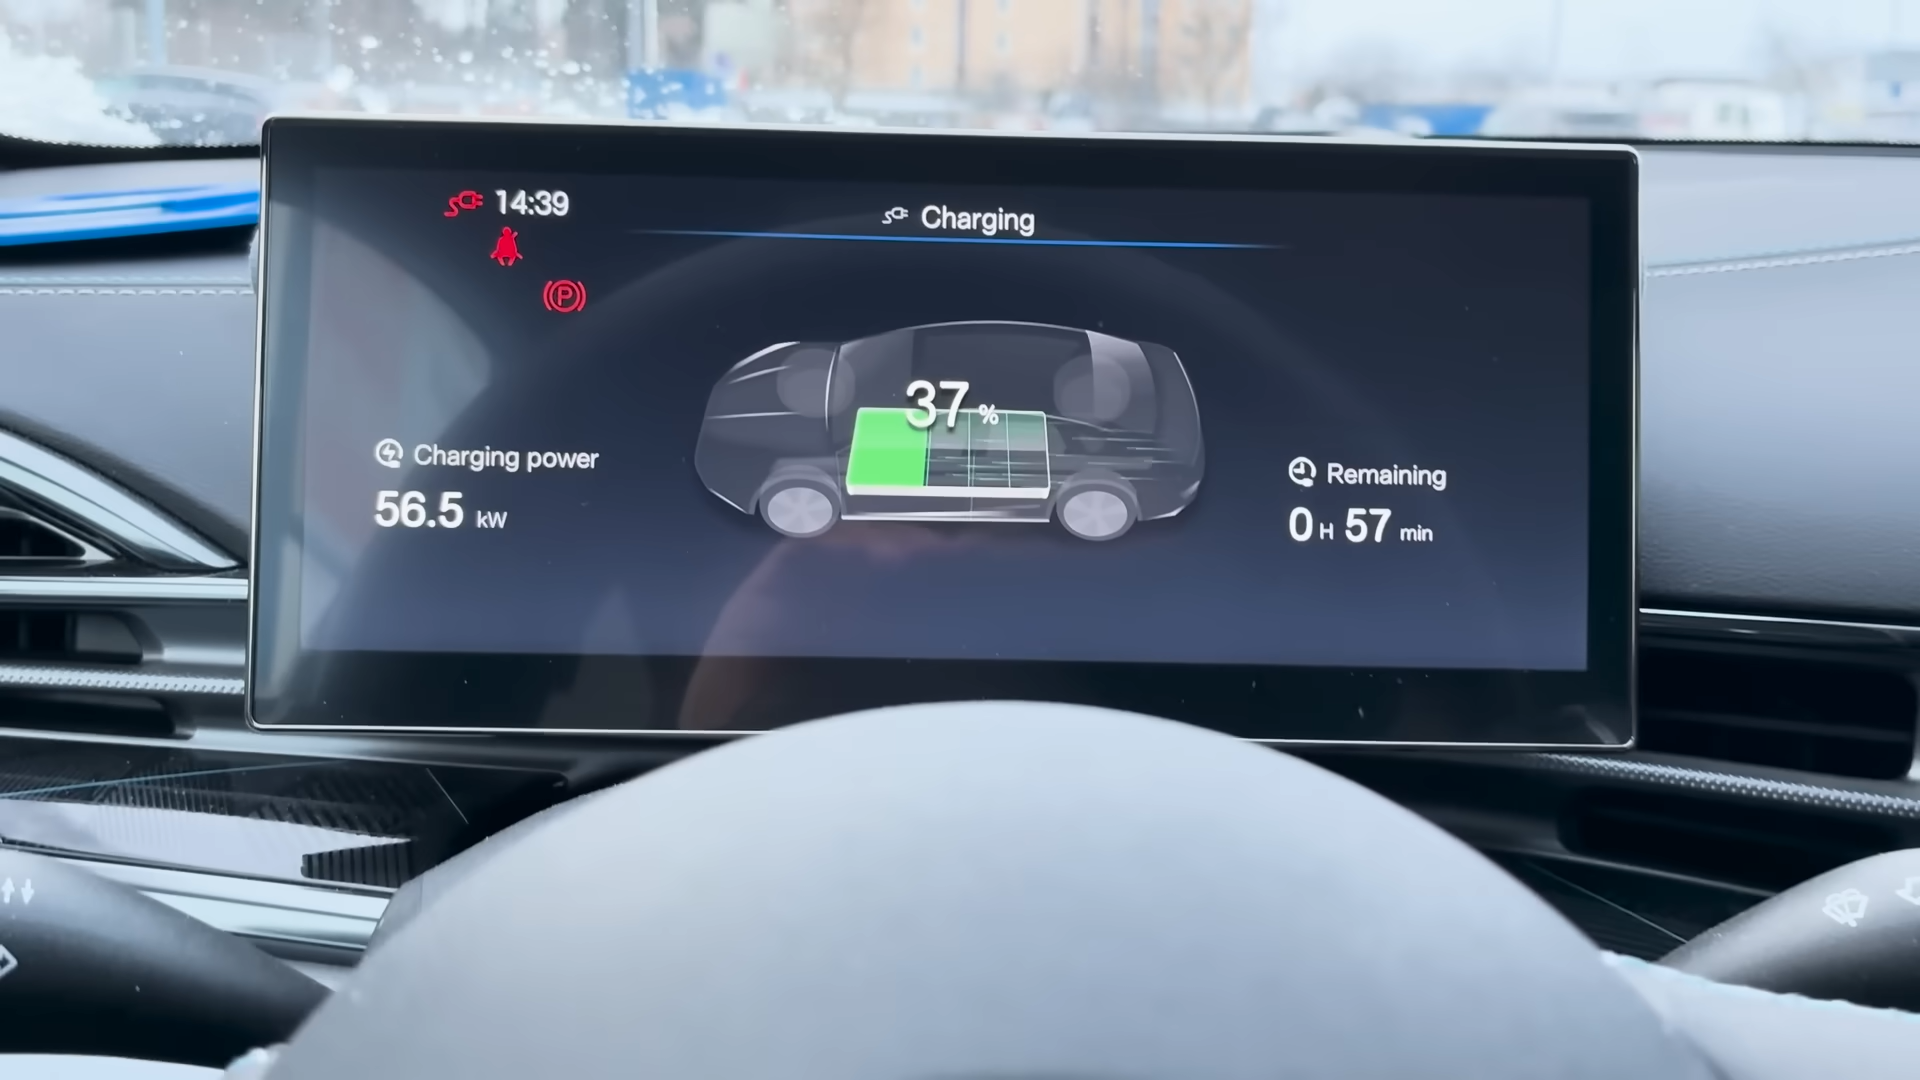 14:39
Charging
P
37 %
Charging power
56.5 kW
Remaining
0 H 57 min